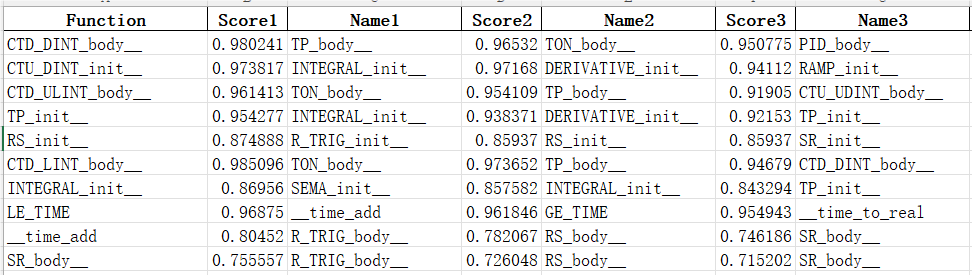 Function Score1 Name1 Score2 Name2 Score3 Name3
CTD_DINT_body__ 0.980241 TP_body__ 0.96532 TON_body__ 0.950775 PID_body__
CTU_DINT_init__ 0.973817 INTEGRAL_init__ 0.97168 DERIVATIVE_init__ 0.94112 RAMP_init__
CTD_ULINT_body__ 0.961413 TON_body__ 0.954109 TP_body__ 0.91905 CTU_UDINT_body__
TP_init__ 0.954277 INTEGRAL_init__ 0.938371 DERIVATIVE_init__ 0.92153 TP_init__
RS_init__ 0.874888 R_TRIG_init__ 0.85937 RS_init__ 0.85937 SR_init__
CTD_LINT_body__ 0.985096 TON_body__ 0.973652 TP_body__ 0.94679 CTD_DINT_body__
INTEGRAL_init__ 0.86956 SEMA_init__ 0.857582 INTEGRAL_init__ 0.843294 TP_init__
LE_TIME 0.96875 __time_add 0.961846 GE_TIME 0.954943 __time_to_real
__time_add 0.80452 R_TRIG_body__ 0.782067 RS_body__ 0.746186 SR_body__
SR_body__ 0.755557 R_TRIG_body__ 0.726048 RS_body__ 0.715202 SR_body__